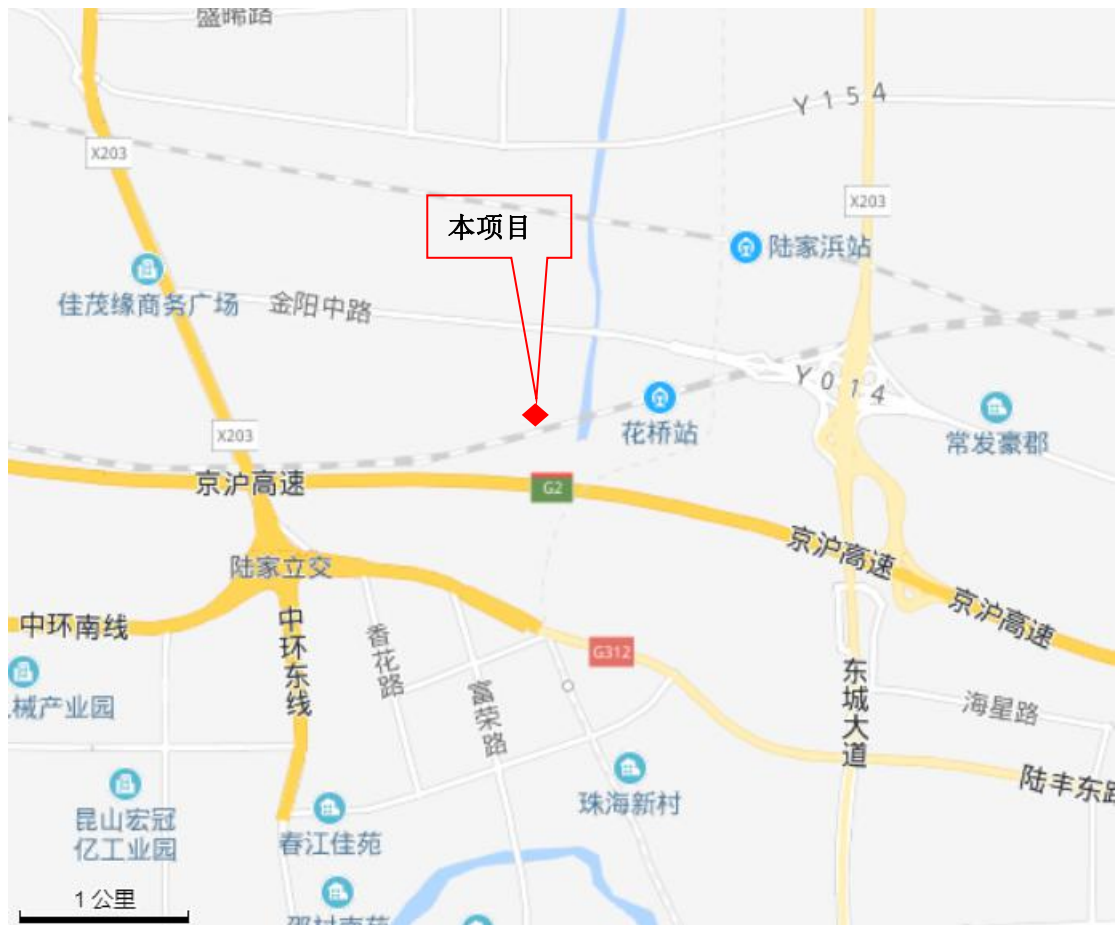 盛晞路
Y154
X203
本项目
X203
陆家浜站
佳茂缘商务广场
金阳中路
Y014
花桥站
常发豪郡
X203
京沪高速
G2
京沪高速
陆家立交
京沪高速
中环南线
中环东线
香花路
G312
富荣路
东城大道
海星路
械产业园
珠海新村
陆丰东路
昆山宏冠
亿工业园
春江佳苑
1 公里